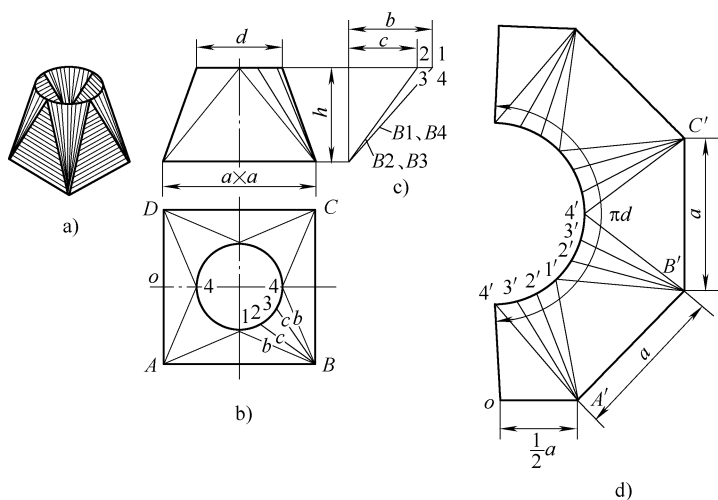 a)
d
h
a×a
b
c
2 1
3 4
B1、B4
B2、B3
c)
D C
o
4 4
1 2 3
b c c b
A B
b)
C′
a
4′
3′
2′
1′
2′
3′
4′
πd
B′
a
A′
o
1/2 a
d)